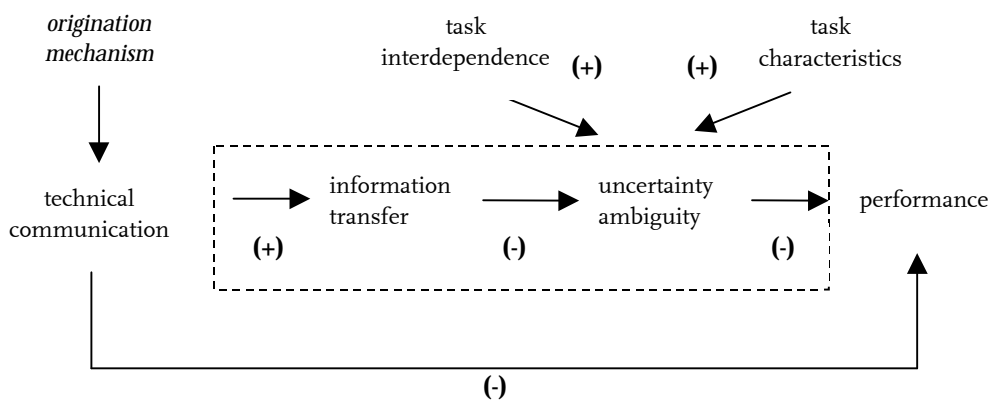 origination
mechanism
task
interdependence
(+)
(+)
task
characteristics
technical
communication
information
transfer
uncertainty
ambiguity
performance
(+)
(-)
(-)
(-)